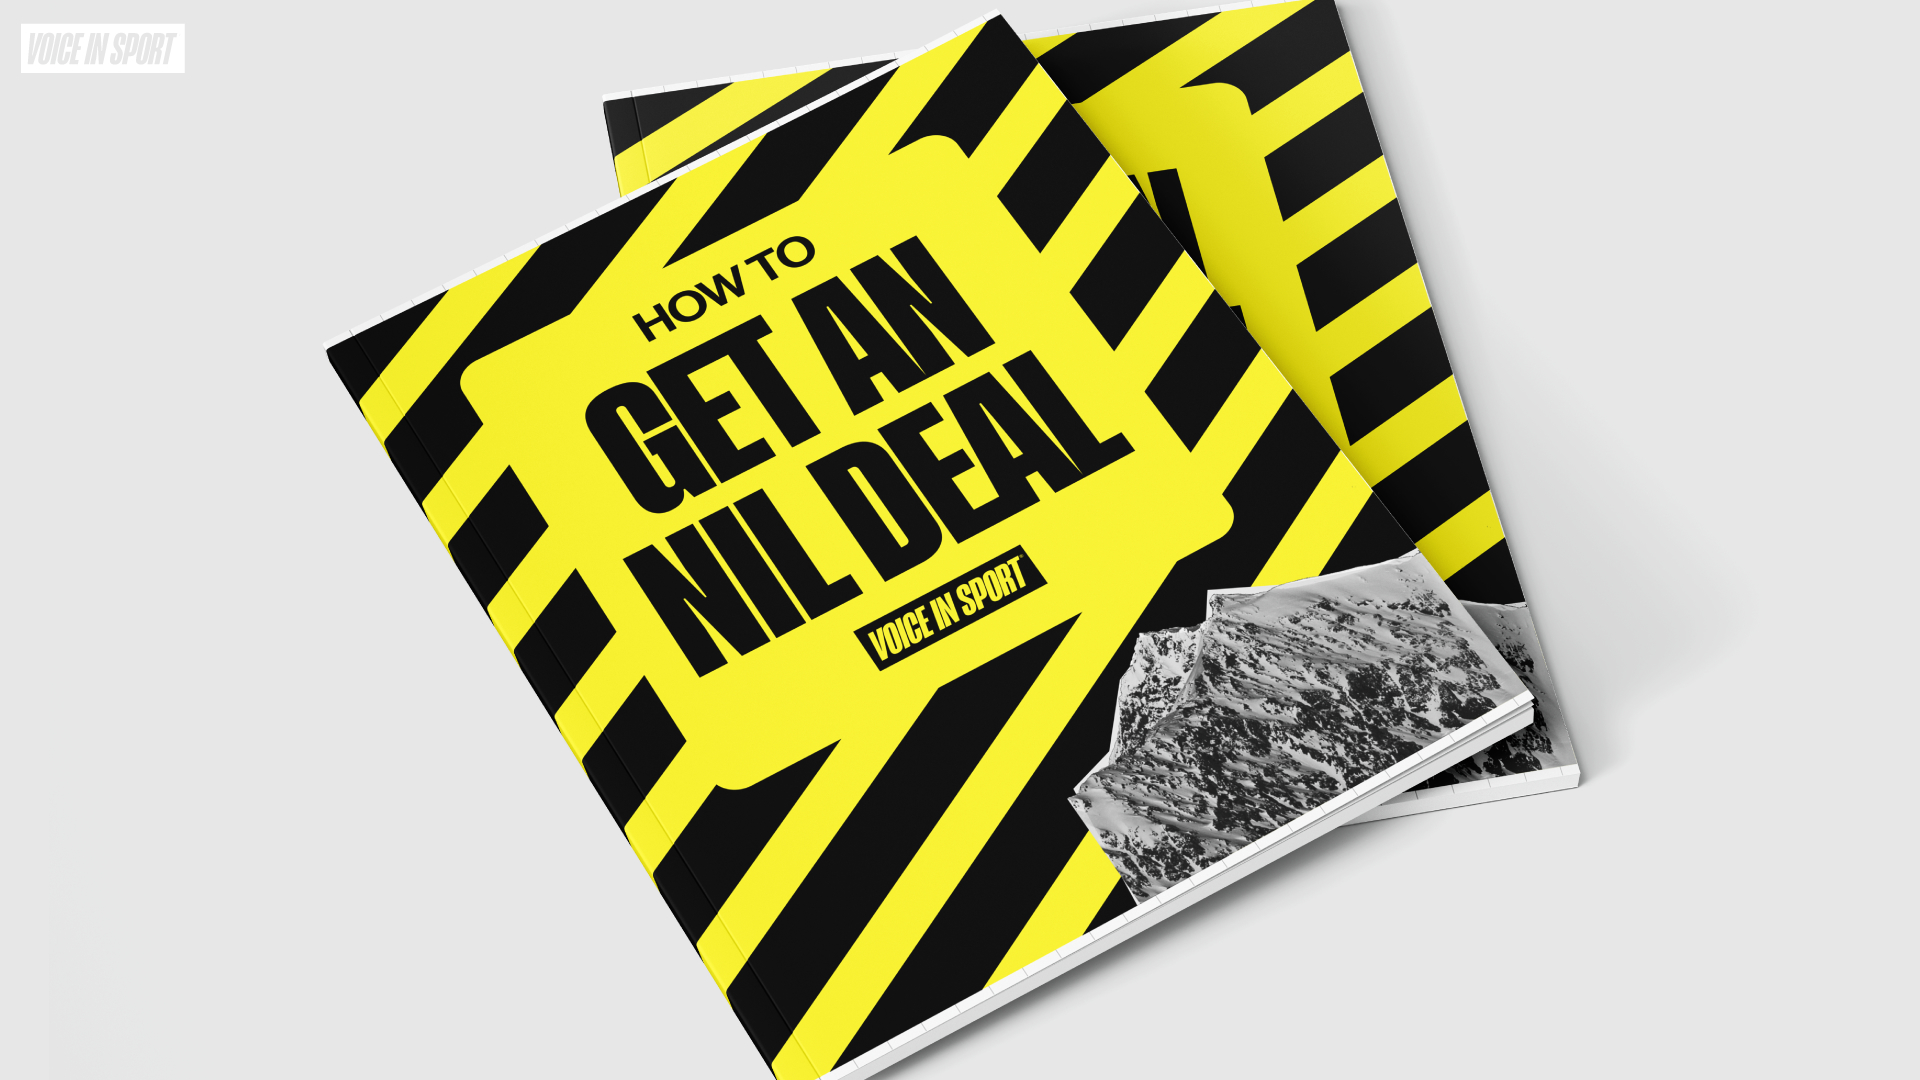 VOICE IN SPORT
HOW TO
GET AN
NIL DEAL
VOICE IN SPORT